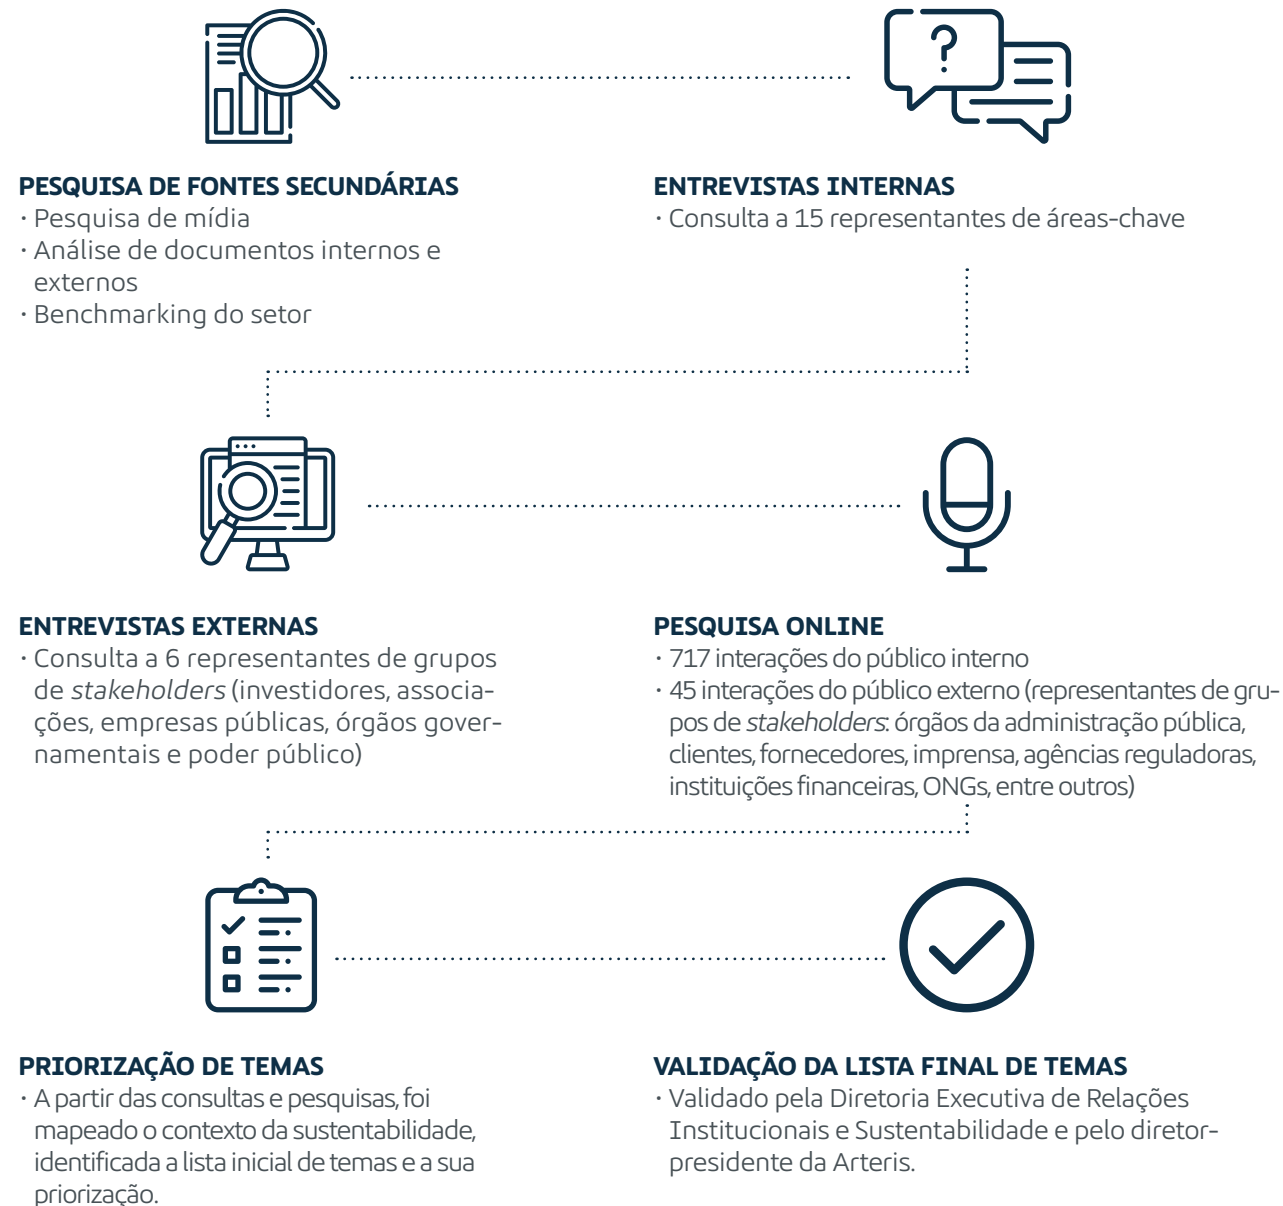 ?
PESQUISA DE FONTES SECUNDÁRIAS
· Pesquisa de mídia
· Análise de documentos internos e
externos
· Benchmarking do setor
ENTREVISTAS INTERNAS
· Consulta a 15 representantes de áreas-chave
ENTREVISTAS EXTERNAS
· Consulta a 6 representantes de grupos
de stakeholders (investidores, associa-
ções, empresas públicas, órgãos gover-
namentais e poder público)
PESQUISA ONLINE
· 717 interações do público interno
· 45 interações do público externo (representantes de gru-
pos de stakeholders: órgãos da administração pública,
clientes, fornecedores, imprensa, agências reguladoras,
instituições financeiras, ONGs, entre outros)
PRIORIZAÇÃO DE TEMAS
· A partir das consultas e pesquisas, foi
mapeado o contexto da sustentabilidade,
identificada a lista inicial de temas e a sua
priorização.
VALIDAÇÃO DA LISTA FINAL DE TEMAS
· Validado pela Diretoria Executiva de Relações
Institucionais e Sustentabilidade e pelo diretor-
presidente da Arteris.